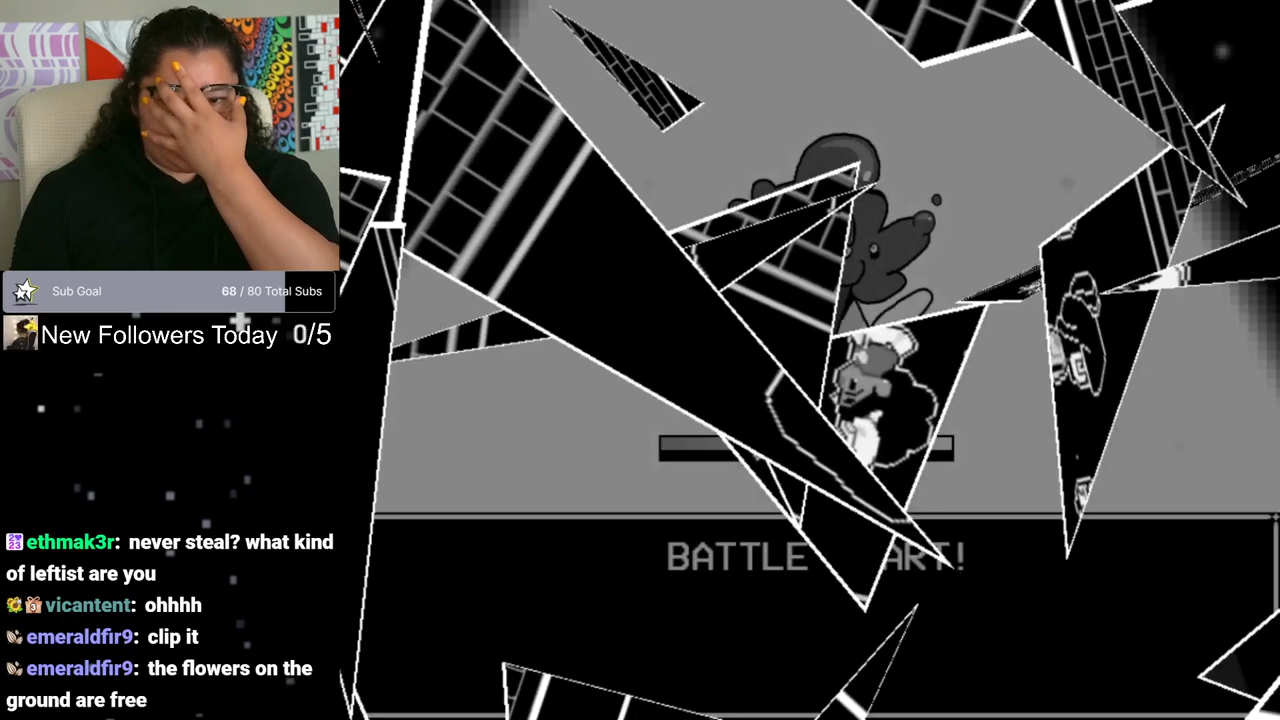 Sub Goal 68 / 80 Total Subs
New Followers Today 0/5
ethmak3r: never steal? what kind
of leftist are you
vicantent: ohhhh
emeraldfir9: clip it
emeraldfir9: the flowers on the
ground are free
BATTLE ART!